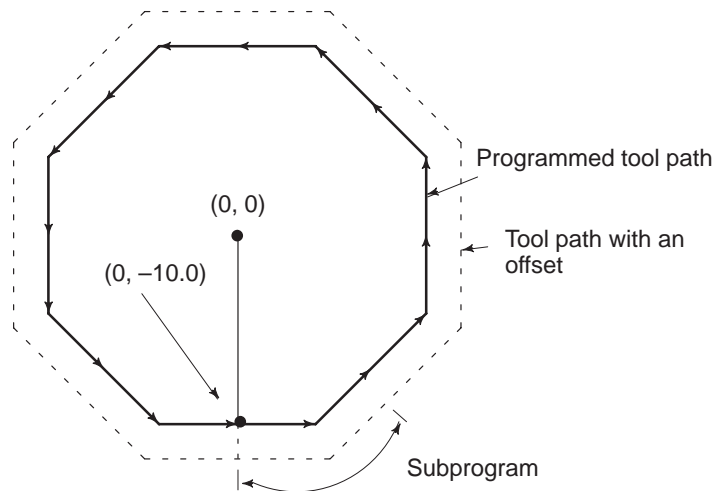 Programmed tool path
(0, 0)
Tool path with an
offset
(0, –10.0)
Subprogram